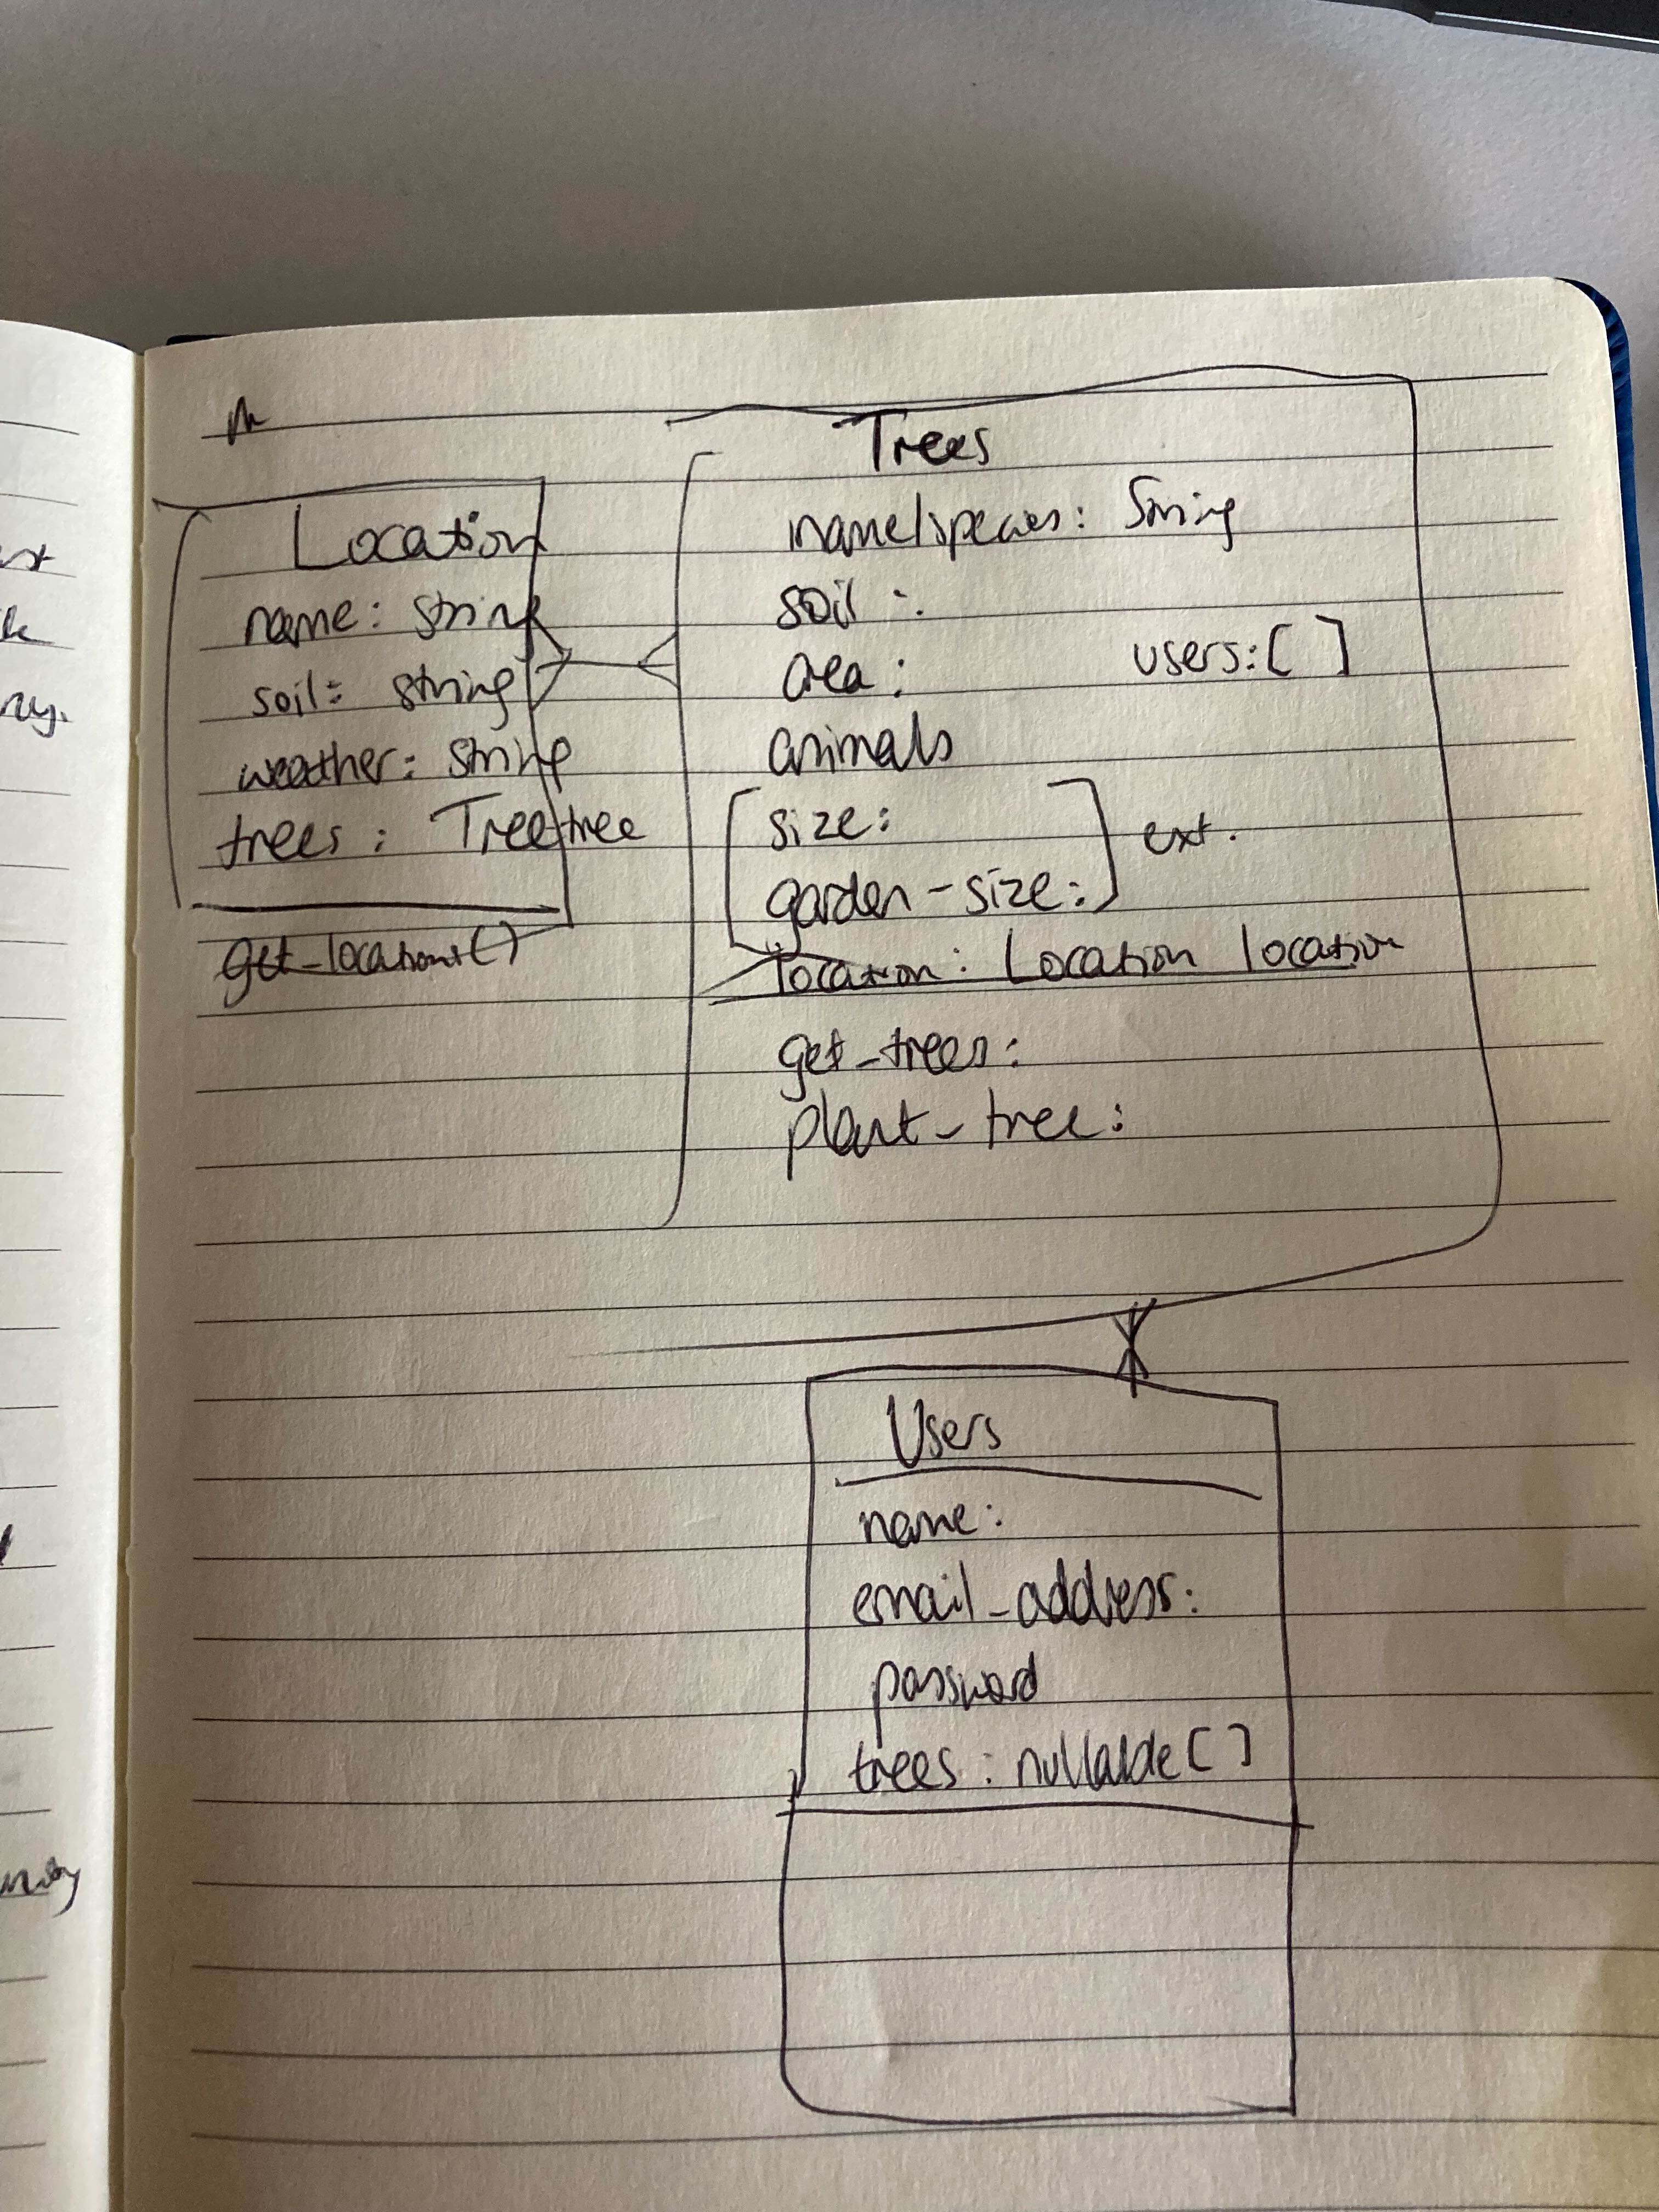 Location
name: string
soil: string
weather: string
trees: Tree tree
get_locations()
Trees
name/species: String
soil :
area :
users: [ ]
animals
size:
garden-size:
ext.
location: Location location
get_trees:
plant_tree:
Users
name:
email_address:
password
trees: nullable [ ]